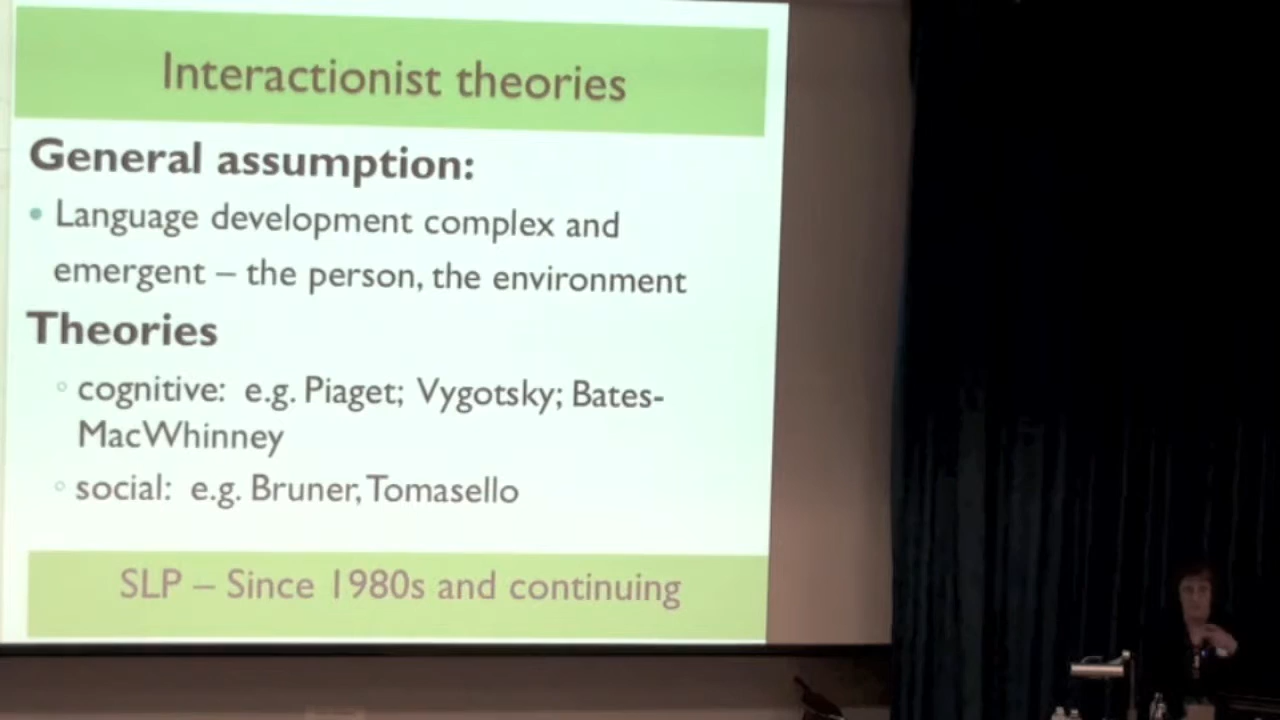 Interactionist theories
General assumption:
• Language development complex and
emergent – the person, the environment
Theories
◦ cognitive: e.g. Piaget; Vygotsky; Bates-
MacWhinney
◦ social: e.g. Bruner, Tomasello
SLP – Since 1980s and continuing